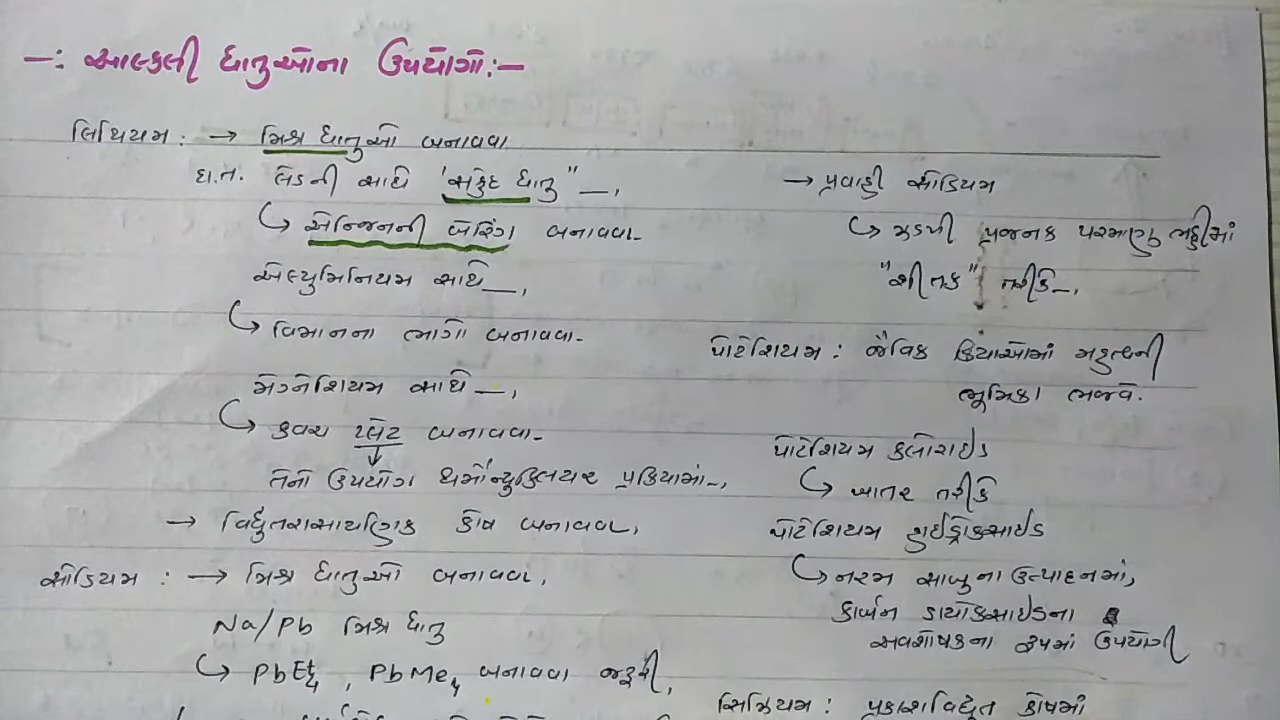 -: આલ્કલી ધાતુઓના ઉપયોગો:-
લિથિયમ: → મિશ્ર ધાતુઓ બનાવવા
દા.ત. લેડની સાથે 'સફેદ ધાતુ" —,
↳ એન્જિનની બેરિંગ બનાવવા-
એલ્યુમિનિયમ સાથે—,
↳ વિમાનના ભાગો બનાવવા-
મેગ્નેશિયમ સાથે —,
↳ કવચ પ્લેટ બનાવવા-
↓
તેનો ઉપયોગ થર્મોન્યુક્લિયર પ્રક્રિયામાં-,
→ વિદ્યુતરાસાયણિક કોષ બનાવવા,
સોડિયમ: → મિશ્ર ધાતુઓ બનાવવા,
Na/Pb મિશ્ર ધાતુ
↳ PbEt4, PbMe4 બનાવવા જરૂરી,
→ પ્રવાહી સોડિયમ
↳ ઝડપી પ્રજનક પરમાણુ ભઠ્ઠીમાં
"શીતક" તરીકે-,
પોટેશિયમ: જૈવિક ક્રિયાઓમાં મહત્વની
ભૂમિકા ભજવે.
પોટેશિયમ ક્લોરાઇડ
↳ ખાતર તરીકે
પોટેશિયમ હાઇડ્રોક્સાઇડ
↳ નરમ સાબુના ઉત્પાદનમાં,
કાર્બન ડાયોક્સાઇડના
અવશોષકના રૂપમાં ઉપયોગી
સિઝિયમ: પ્રકાશવિદ્યુત કોષમાં